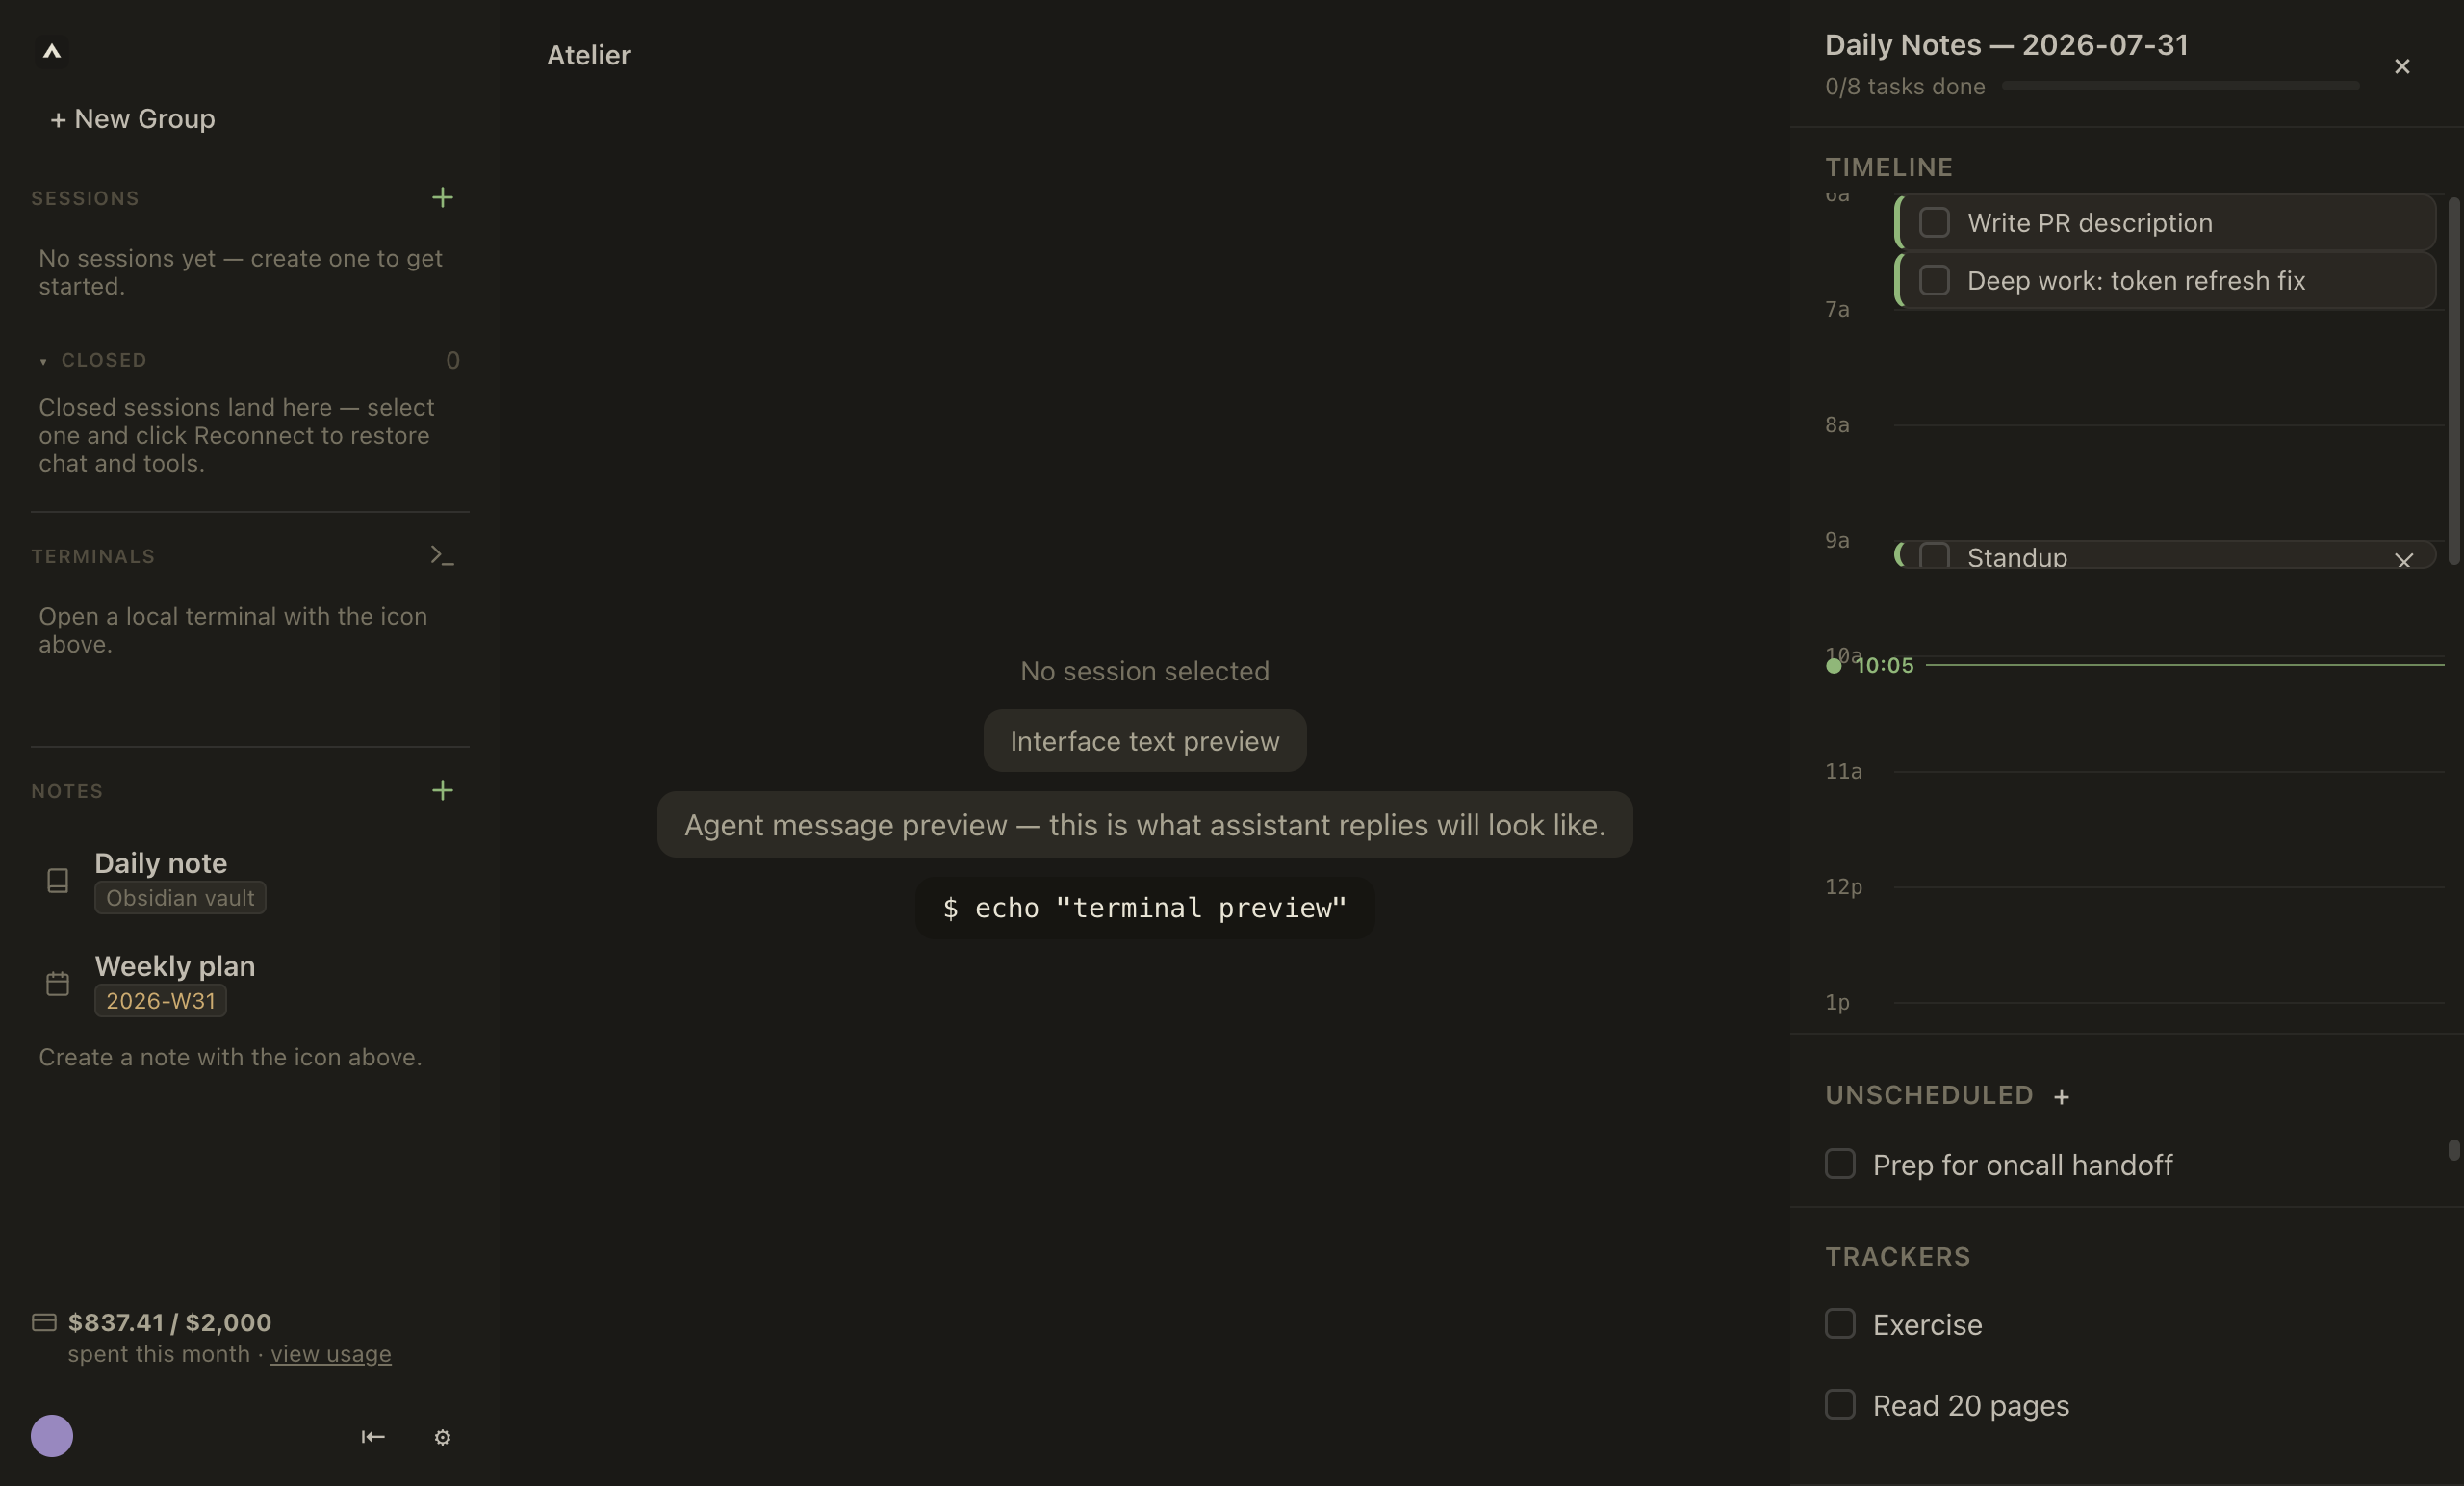 + New Group
SESSIONS
No sessions yet — create one to get
started.
CLOSED
0
Closed sessions land here — select
one and click Reconnect to restore
chat and tools.
TERMINALS
Open a local terminal with the icon
above.
NOTES
Daily note
Obsidian vault
Weekly plan
2026-W31
Create a note with the icon above.
$837.41 / $2,000
spent this month · view usage
Atelier
No session selected
Interface text preview
Agent message preview — this is what assistant replies will look like.
$ echo "terminal preview"
Daily Notes — 2026-07-31
0/8 tasks done
TIMELINE
6a
Write PR description
Deep work: token refresh fix
7a
8a
9a
Standup
10a
10:05
11a
12p
1p
UNSCHEDULED +
Prep for oncall handoff
TRACKERS
Exercise
Read 20 pages